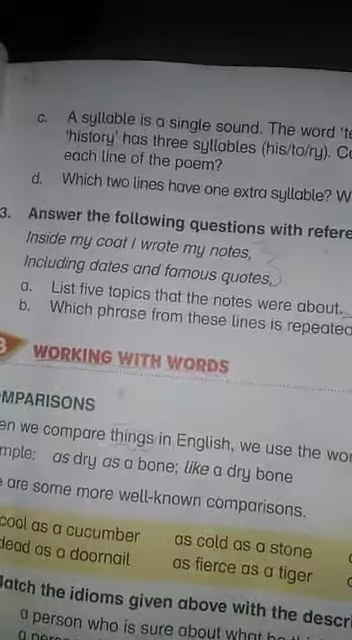 c. A syllable is a single sound. The word 'te
'history' has three syllables (his/to/ry). Co
each line of the poem?
d. Which two lines have one extra syllable? W
3. Answer the following questions with refere
Inside my coat I wrote my notes,
Including dates and famous quotes,
a. List five topics that the notes were about.
b. Which phrase from these lines is repeated
B WORKING WITH WORDS
MPARISONS
en we compare things in English, we use the wor
mple: as dry as a bone; like a dry bone
e are some more well-known comparisons.
cool as a cucumber as cold as a stone
dead as a doornail as fierce as a tiger
Match the idioms given above with the descri
a person who is sure about what